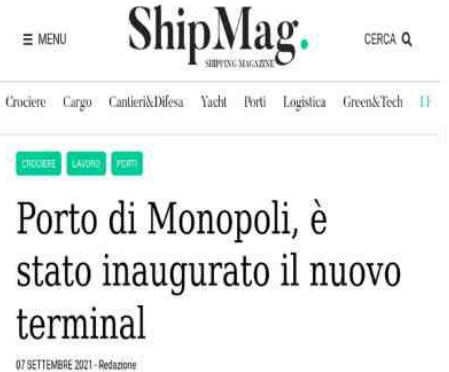 ≡ MENU
ShipMag.
SHIPPING MAGAZINE
CERCA
Crociere Cargo Cantieri&Difesa Yacht Porti Logistica Green&Tech I
CROCIERE LAVORO PORTI
Porto di Monopoli, è
stato inaugurato il nuovo
terminal
07 SETTEMBRE 2021 - Redazione